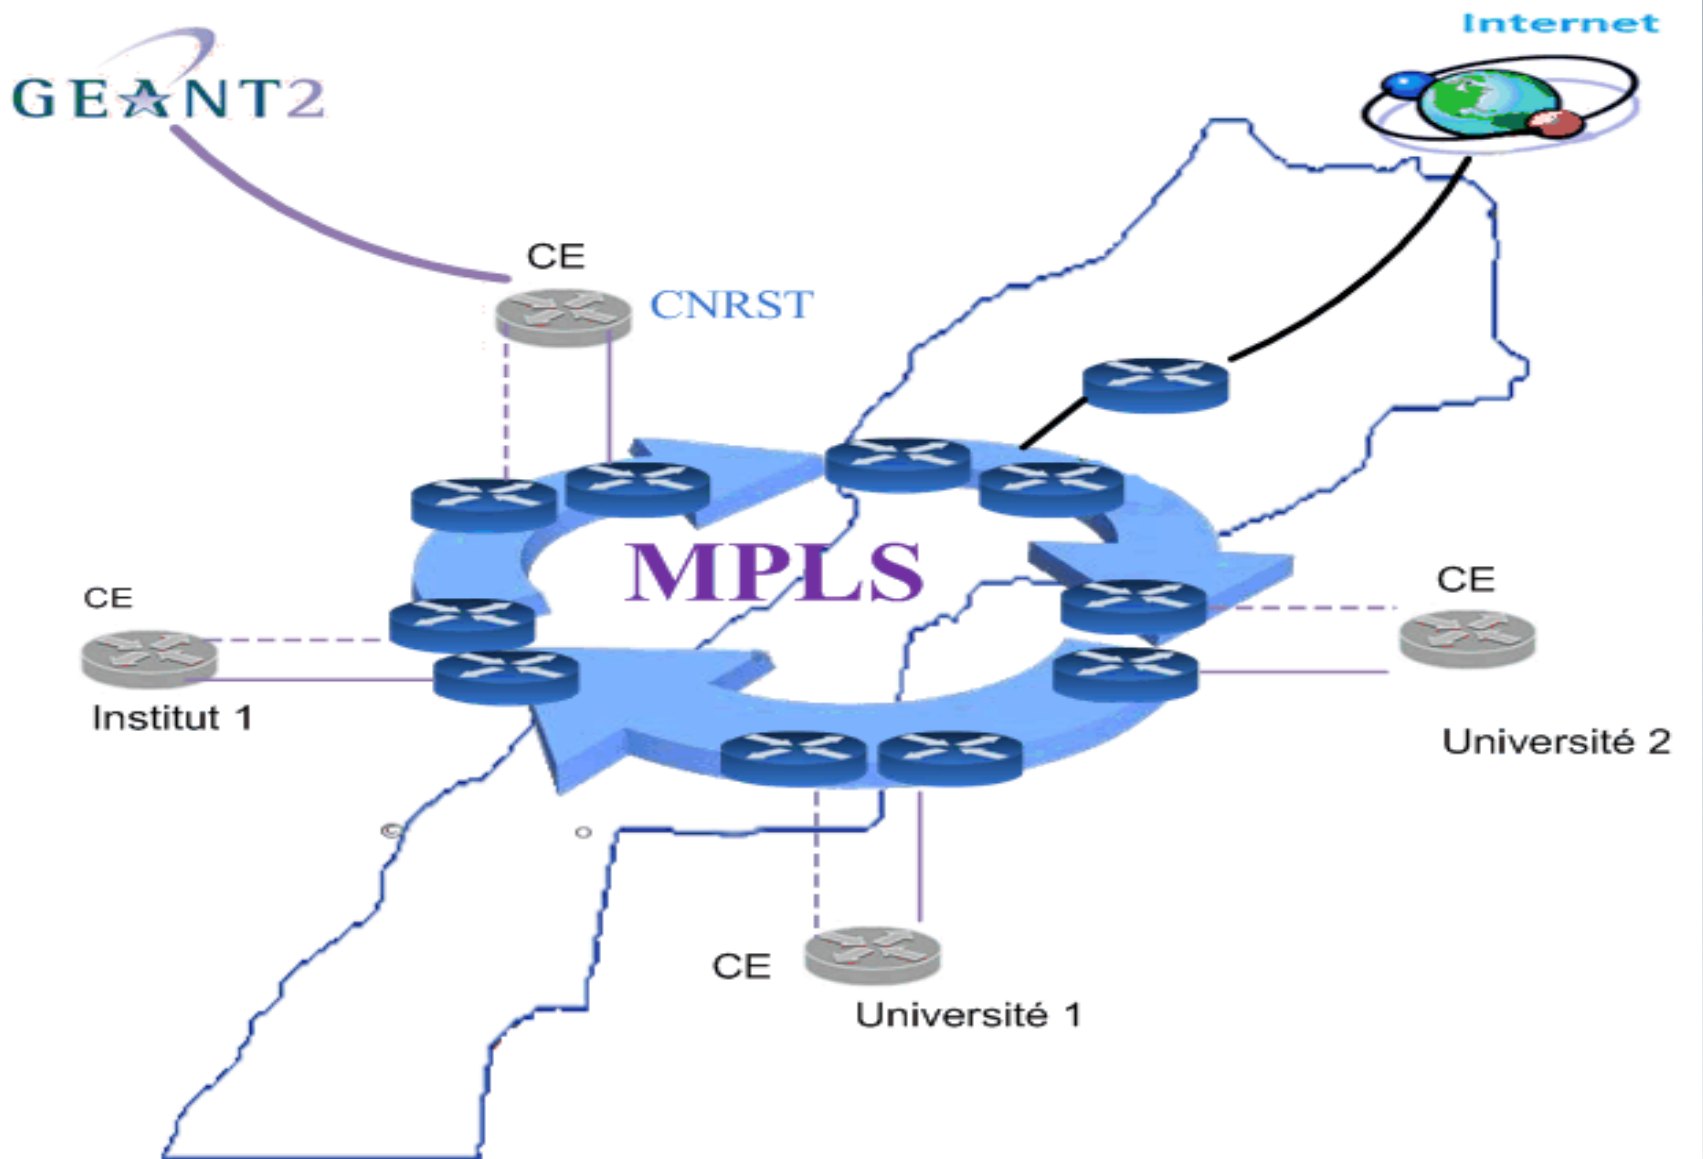 Internet
GEANT2
CE
CNRST
MPLS
CE
CE
Institut 1
Université 2
©
CE
Université 1